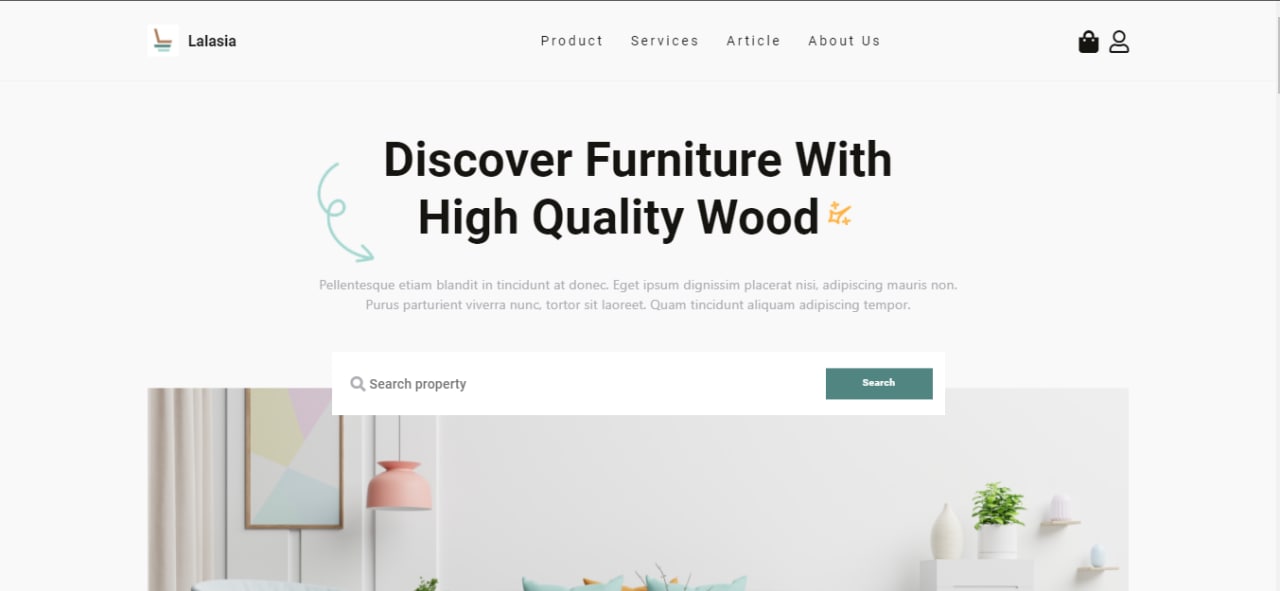 Lalasia
Product Services Article About Us
Discover Furniture With
High Quality Wood
Pellentesque etiam blandit in tincidunt at donec. Eget ipsum dignissim placerat nisi, adipiscing mauris non.
Purus parturient viverra nunc, tortor sit laoreet. Quam tincidunt aliquam adipiscing tempor.
Search property
Search